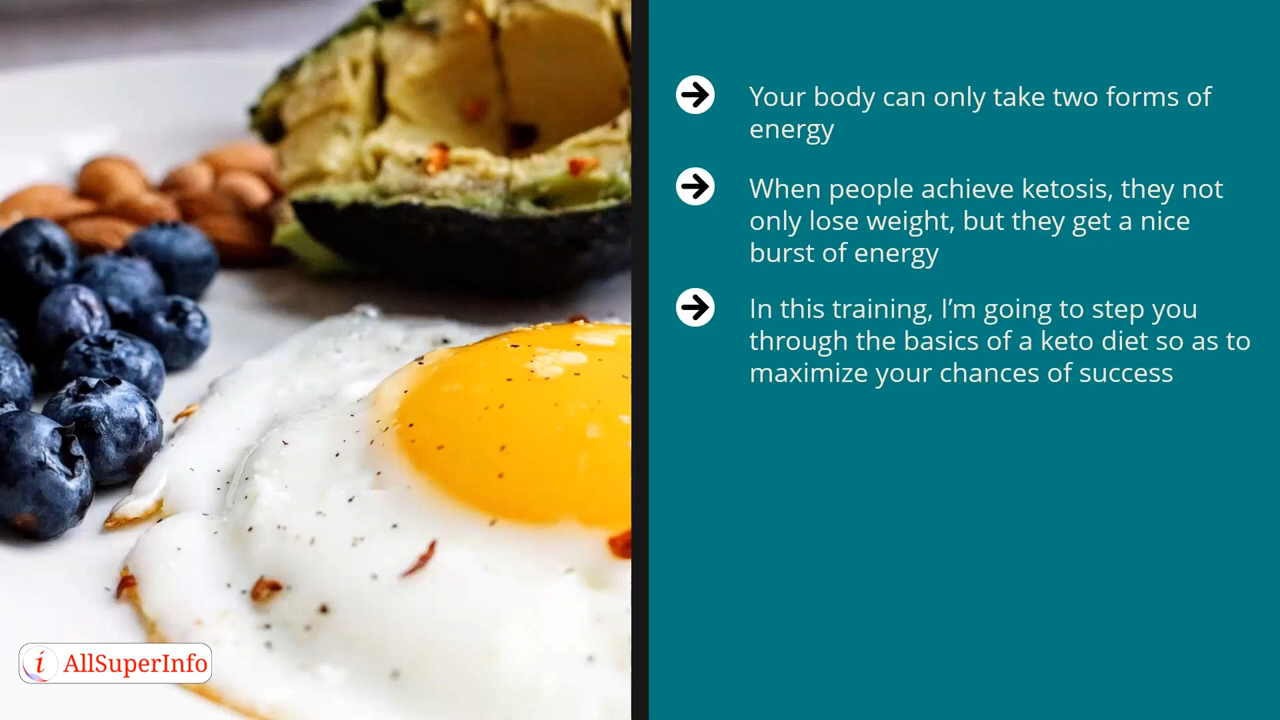 Your body can only take two forms of
energy
When people achieve ketosis, they not
only lose weight, but they get a nice
burst of energy
In this training, I’m going to step you
through the basics of a keto diet so as to
maximize your chances of success
i AllSuperInfo